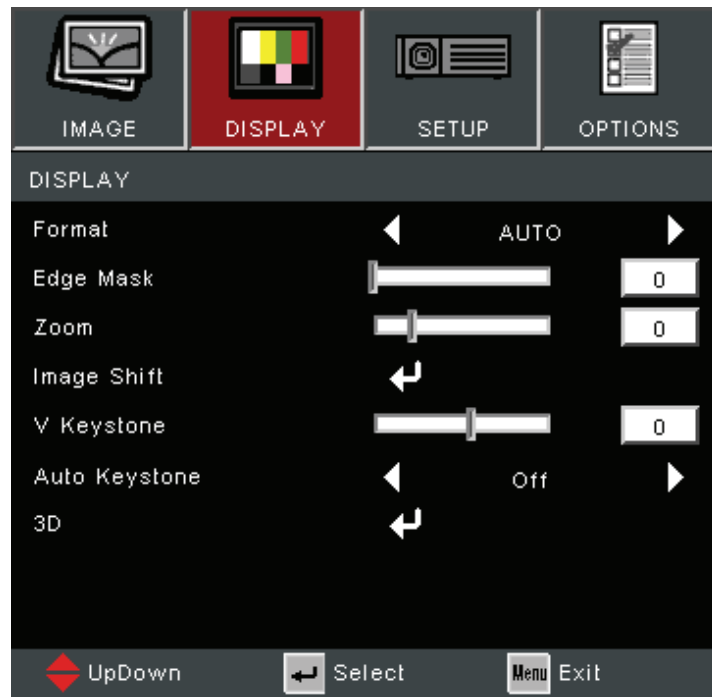 IMAGE DISPLAY SETUP OPTIONS
DISPLAY
Format AUTO
Edge Mask 0
Zoom 0
Image Shift
V Keystone 0
Auto Keystone Off
3D
UpDown Select Menu Exit